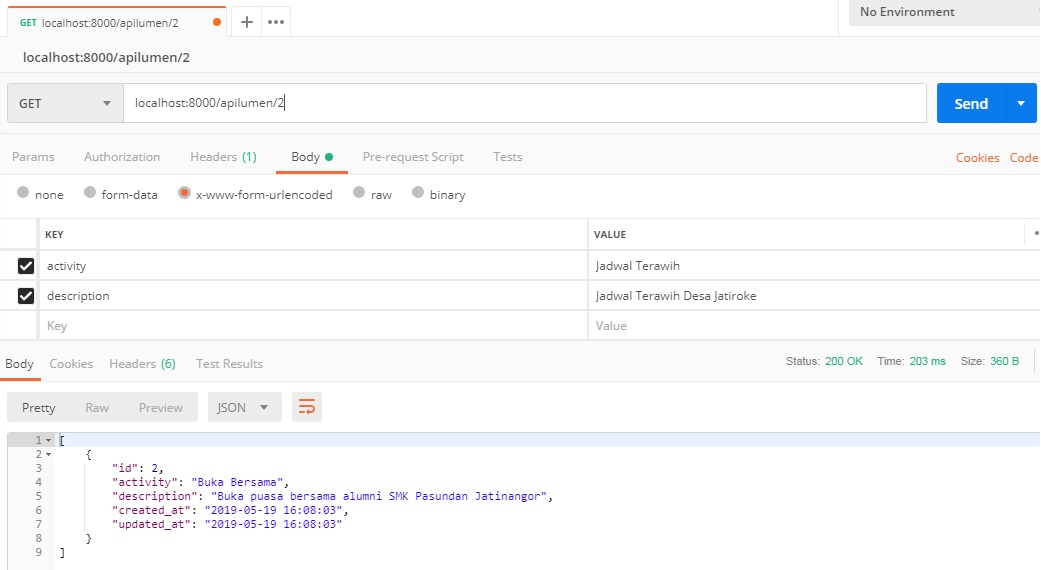 GET localhost:8000/apilumen/2
No Environment
localhost:8000/apilumen/2
GET localhost:8000/apilumen/2 Send
Params Authorization Headers (1) Body Pre-request Script Tests Cookies Code
none form-data x-www-form-urlencoded raw binary
KEY VALUE
activity Jadwal Terawih
description Jadwal Terawih Desa Jatiroke
Key Value
Body Cookies Headers (6) Test Results Status: 200 OK Time: 203 ms Size: 360 B
Pretty Raw Preview JSON
1 [
2 {
3 "id": 2,
4 "activity": "Buka Bersama",
5 "description": "Buka puasa bersama alumni SMK Pasundan Jatinangor",
6 "created_at": "2019-05-19 16:08:03",
7 "updated_at": "2019-05-19 16:08:03"
8 }
9 ]